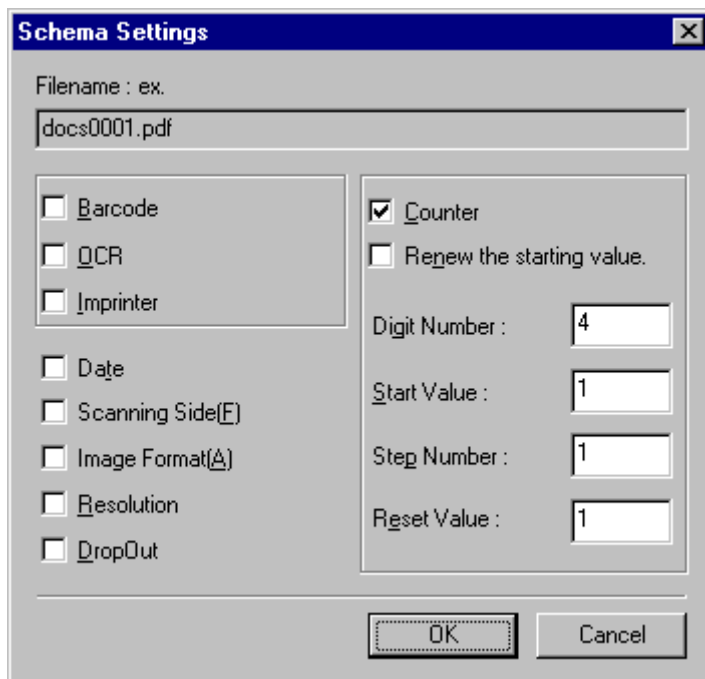 Schema Settings
Filename : ex.
docs0001.pdf
Barcode
OCR
Imprinter
Date
Scanning Side(F)
Image Format(A)
Resolution
DropOut
Counter
Renew the starting value.
Digit Number : 4
Start Value : 1
Step Number : 1
Reset Value : 1
OK Cancel